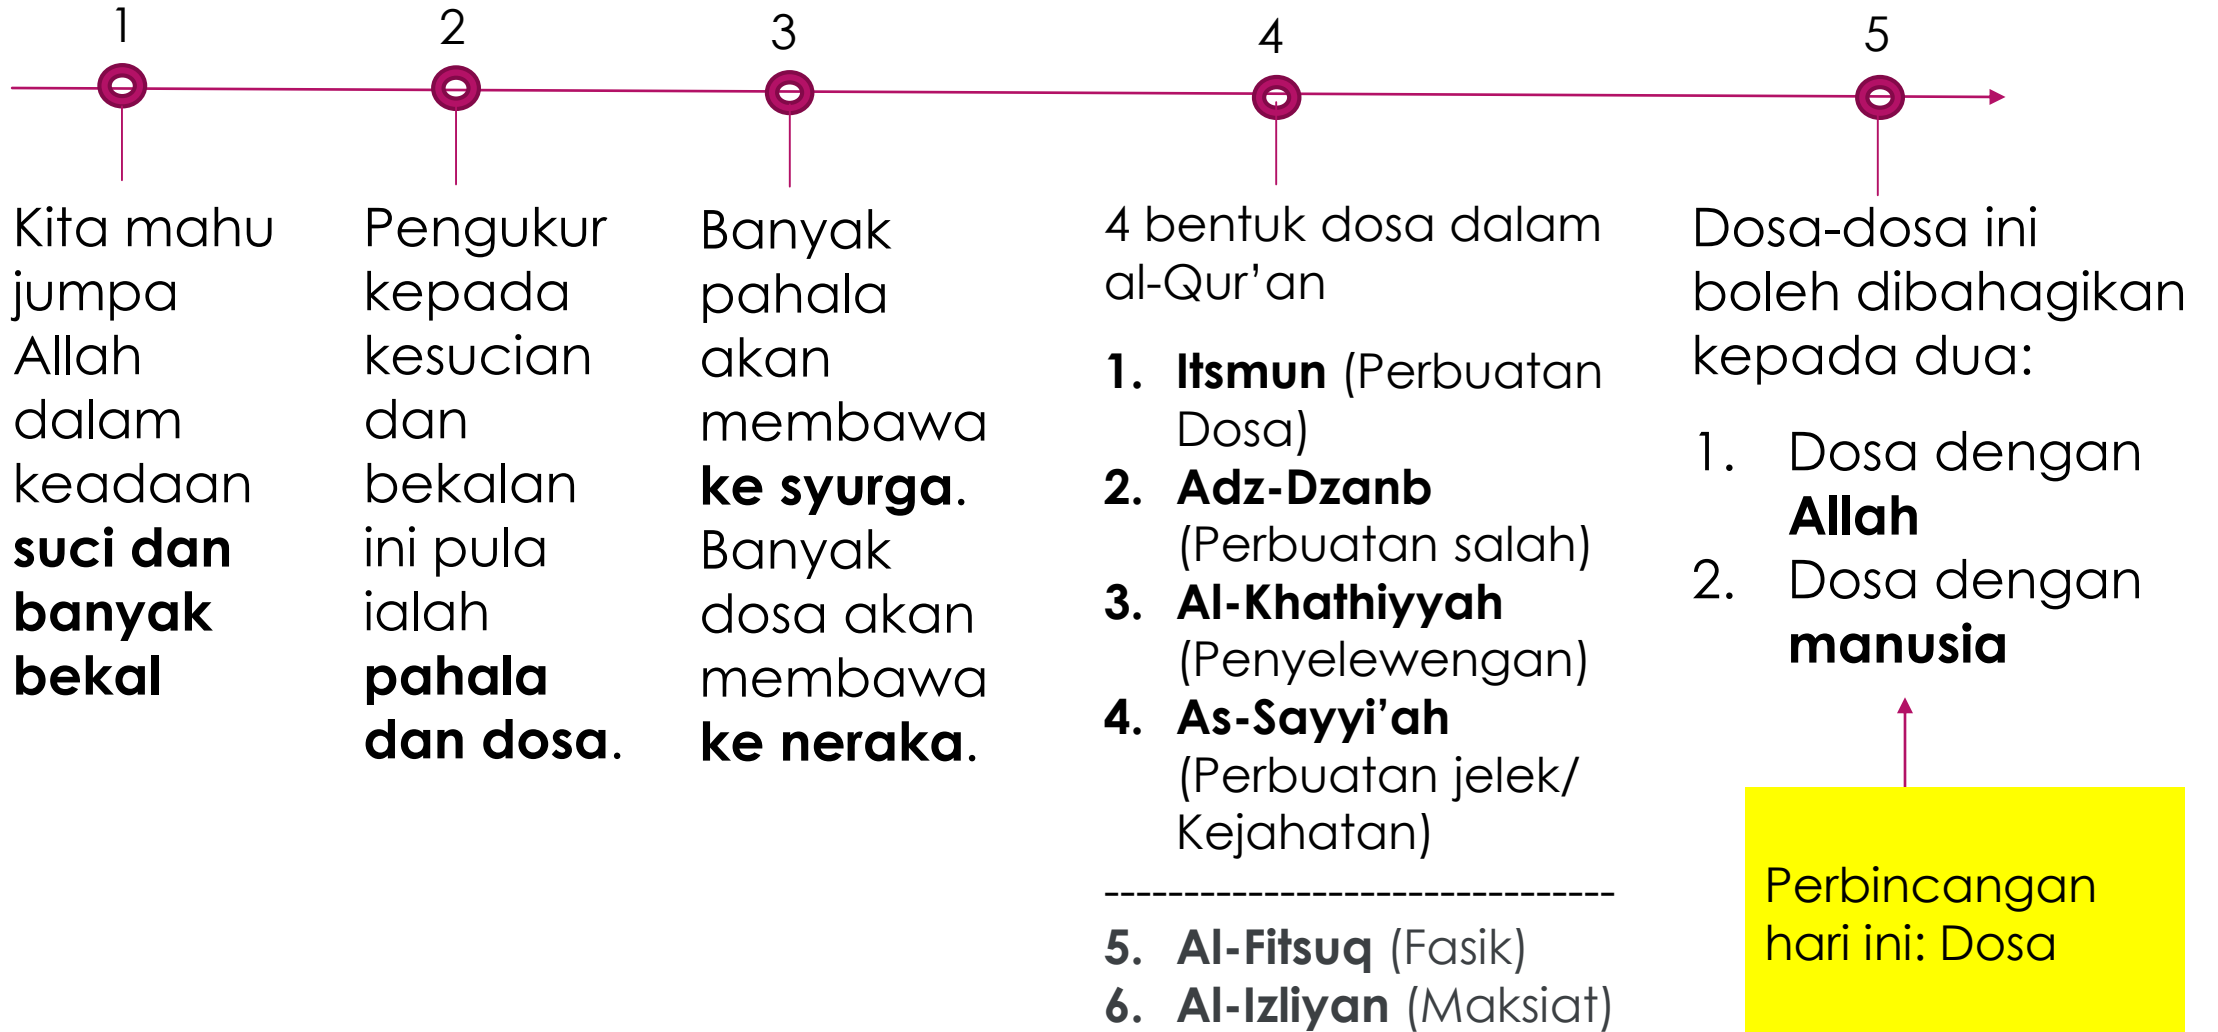 1
Kita mahu
jumpa
Allah
dalam
keadaan
suci dan
banyak
bekal
2
Pengukur
kepada
kesucian
dan
bekalan
ini pula
ialah
pahala
dan dosa.
3
Banyak
pahala
akan
membawa
ke syurga.
Banyak
dosa akan
membawa
ke neraka.
4
4 bentuk dosa dalam
al-Qur’an
1. Itsmun (Perbuatan
Dosa)
2. Adz-Dzanb
(Perbuatan salah)
3. Al-Khathiyyah
(Penyelewengan)
4. As-Sayyi’ah
(Perbuatan jelek/
Kejahatan)
--------------------------------
5. Al-Fitsuq (Fasik)
6. Al-Izliyan (Maksiat)
5
Dosa-dosa ini
boleh dibahagikan
kepada dua:
1. Dosa dengan
Allah
2. Dosa dengan
manusia
Perbincangan
hari ini: Dosa